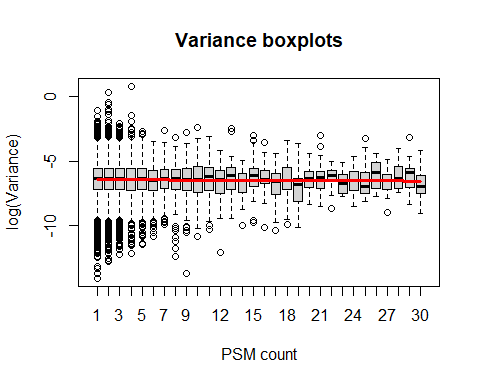 Variance boxplots
log(Variance)
0
-5
-10
1 3 5 7 9 12 15 18 21 24 27 30
PSM count